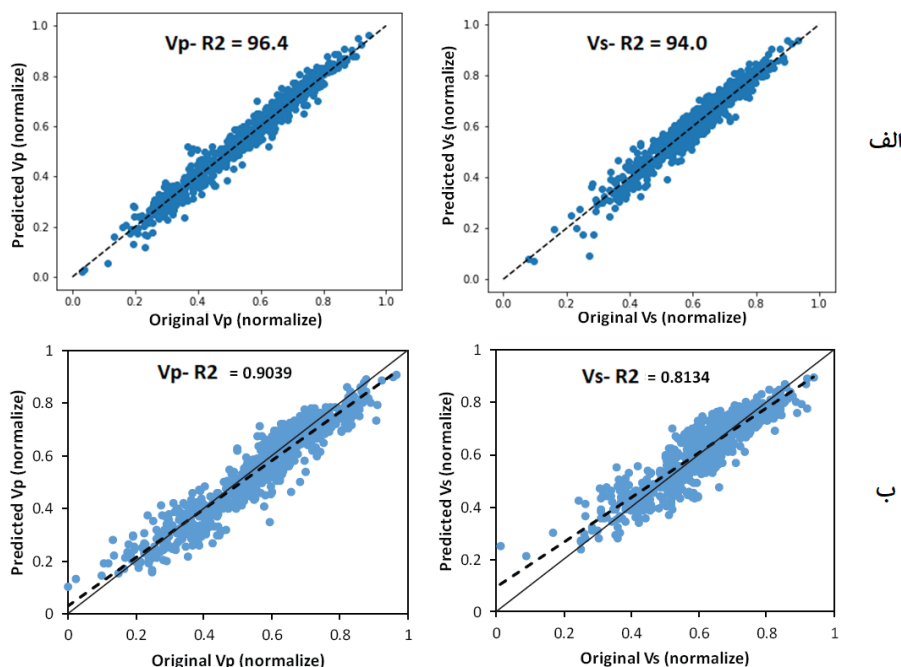 Vp- R2 = 96.4
1.0
0.8
0.6
0.4
0.2
0.0
0.0 0.2 0.4 0.6 0.8 1.0
Predicted Vp (normalize)
Original Vp (normalize)
Vs- R2 = 94.0
1.0
0.8
0.6
0.4
0.2
0.0
0.0 0.2 0.4 0.6 0.8 1.0
Predicted Vs (normalize)
Original Vs (normalize)
الف
Vp- R2 = 0.9039
1
0.8
0.6
0.4
0.2
0
0 0.2 0.4 0.6 0.8 1
Predicted Vp (normalize)
Original Vp (normalize)
Vs- R2 = 0.8134
1
0.8
0.6
0.4
0.2
0
0 0.2 0.4 0.6 0.8 1
Predicted Vs (normalize)
Original Vs (normalize)
ب